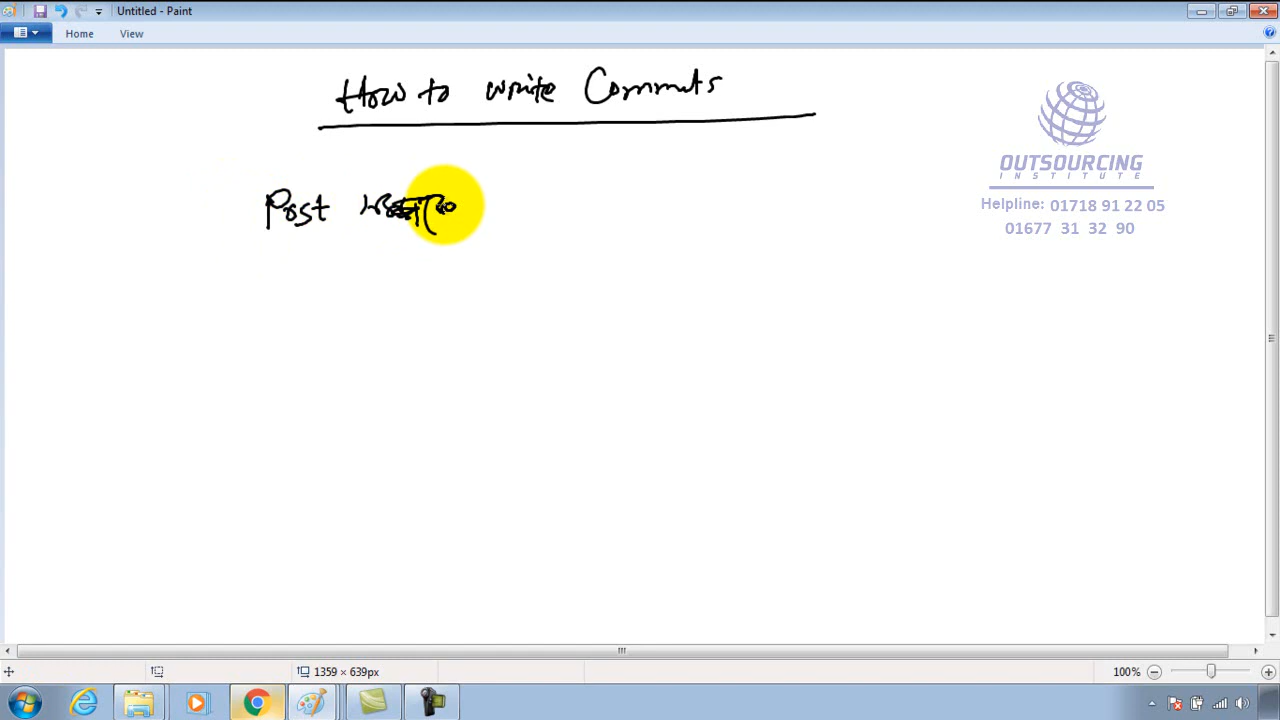 Untitled - Paint
Home View
How to write Comments
OUTSOURCING
INSTITUTE
Helpline: 01718 91 22 05
01677 31 32 90
Post
1359 × 639px
100%